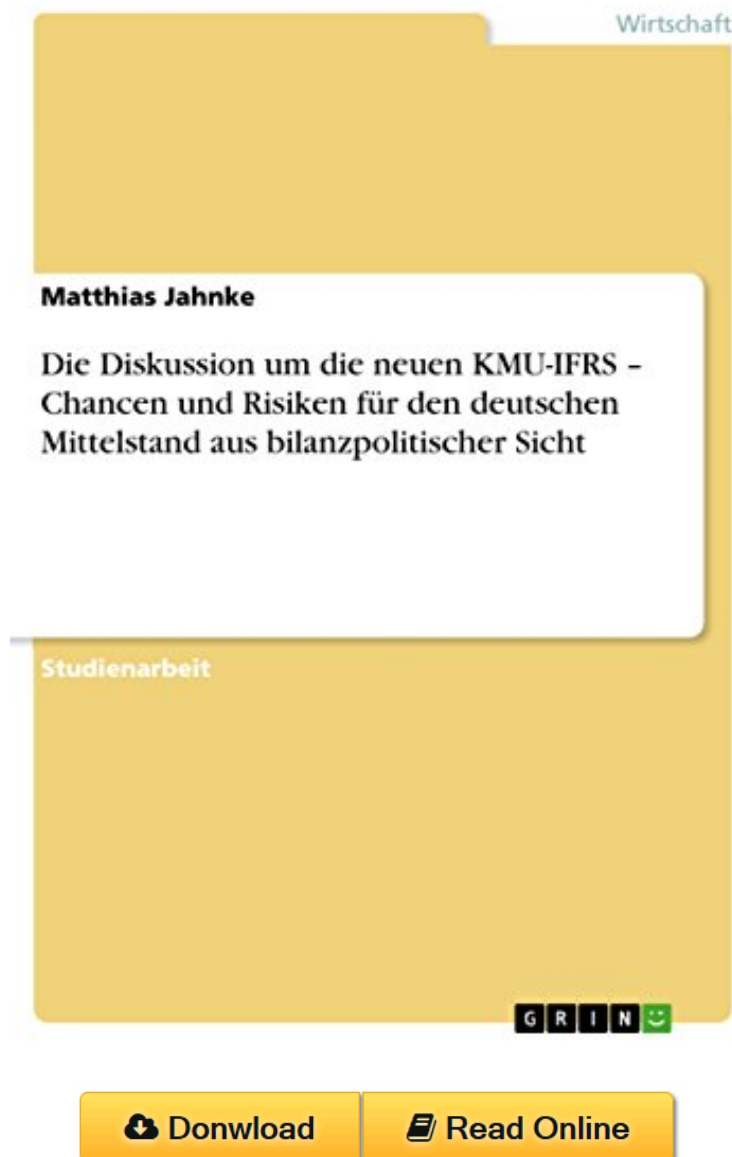 Wirtschaft
Matthias Jahnke
Die Diskussion um die neuen KMU-IFRS –
Chancen und Risiken für den deutschen
Mittelstand aus bilanzpolitischer Sicht
Studienarbeit
GRIN
Donwload
Read Online